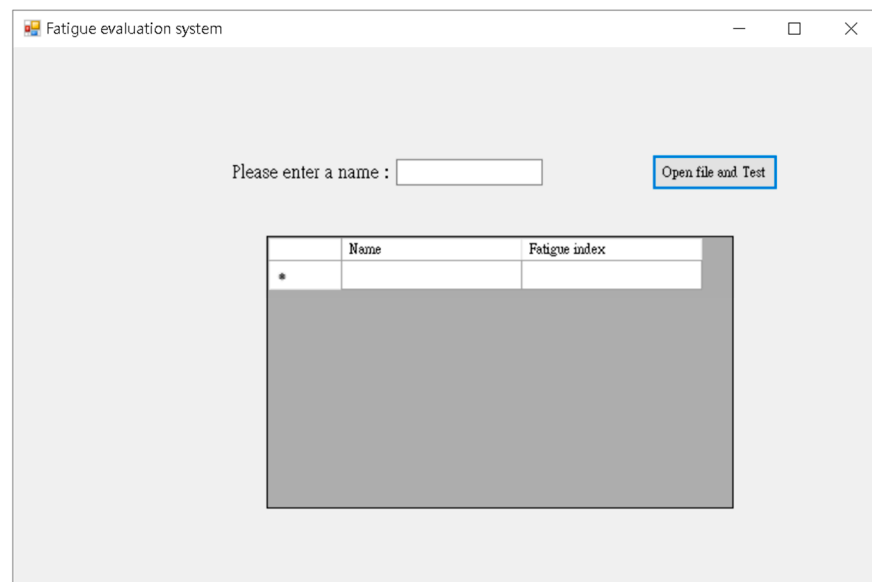 Fatigue evaluation system
Please enter a name :
Open file and Test
Name Fatigue index
*